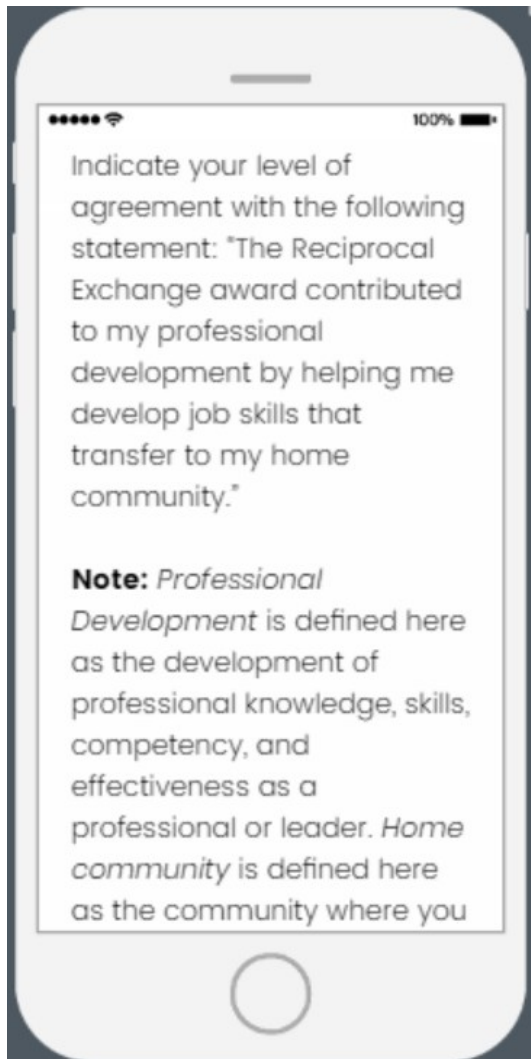 100%
Indicate your level of
agreement with the following
statement: "The Reciprocal
Exchange award contributed
to my professional
development by helping me
develop job skills that
transfer to my home
community."
Note: Professional
Development is defined here
as the development of
professional knowledge, skills,
competency, and
effectiveness as a
professional or leader. Home
community is defined here
as the community where you